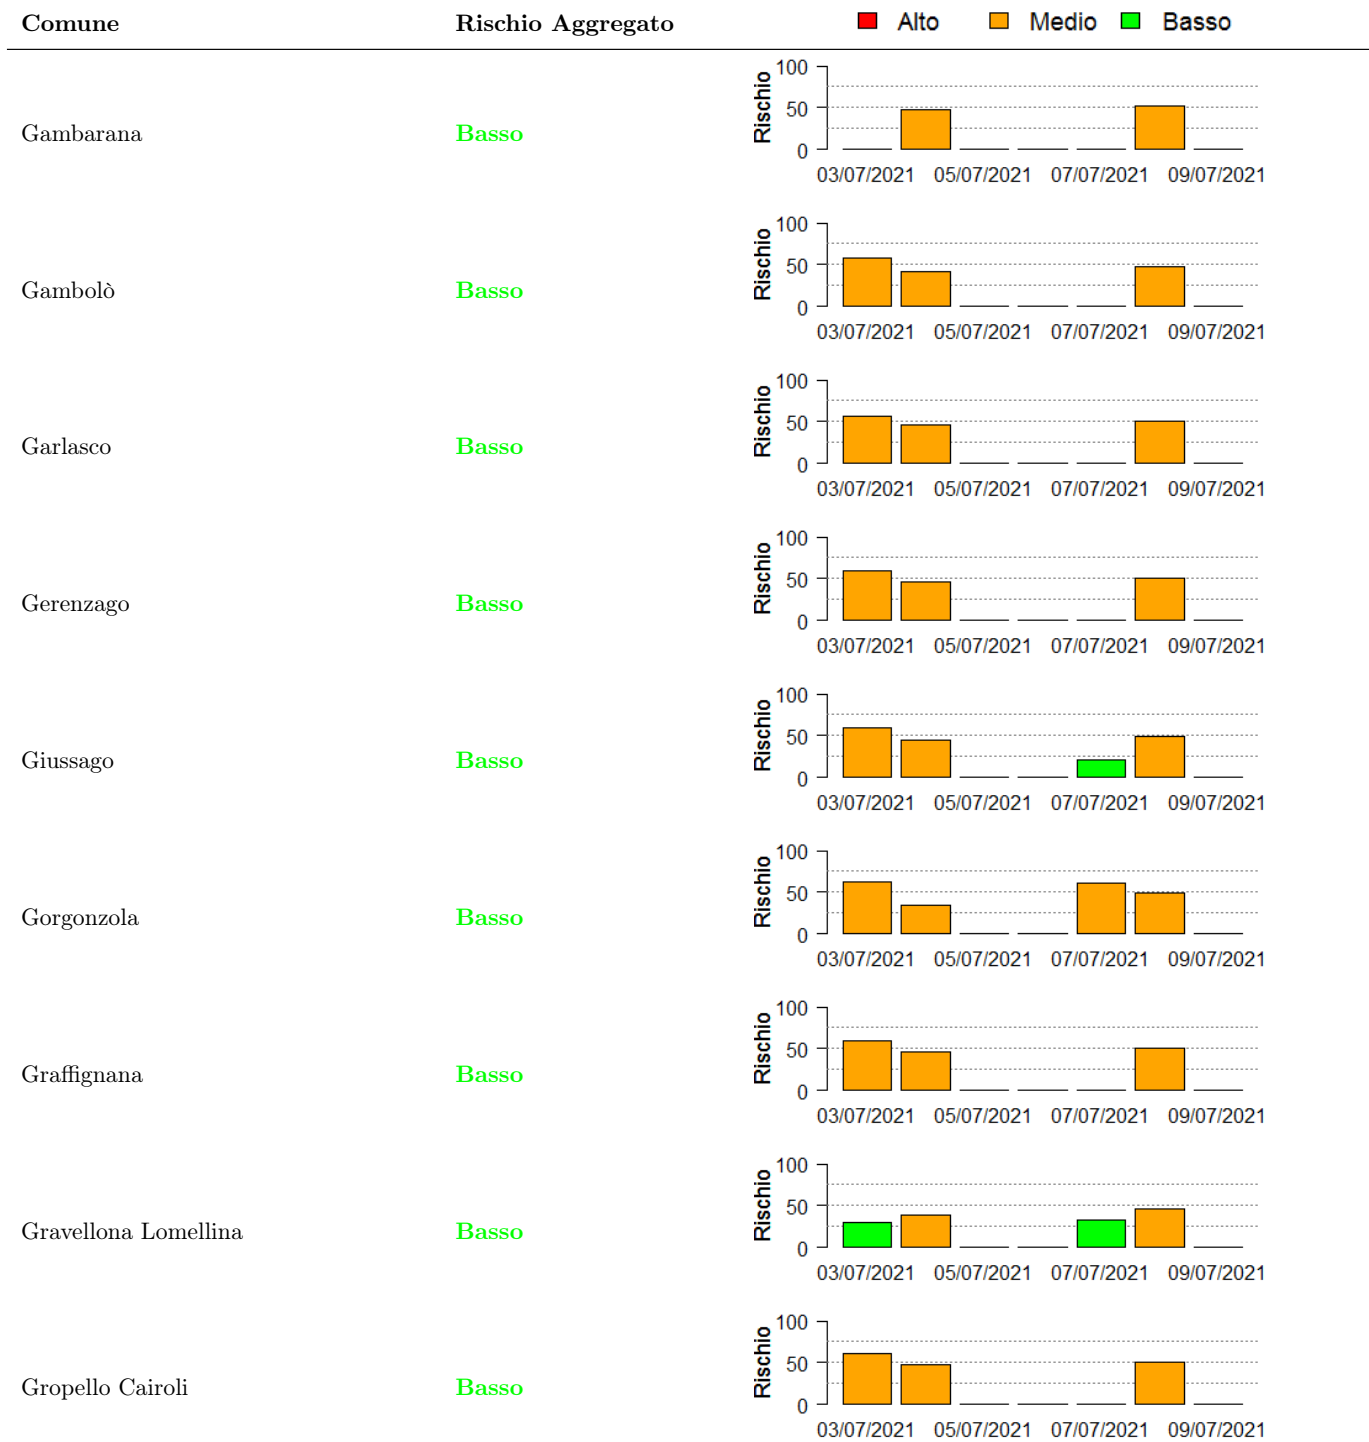 Comune Rischio Aggregato Alto Medio Basso
100
50
0
Rischio
Gambarana Basso
03/07/2021 05/07/2021 07/07/2021 09/07/2021
100
50
0
Rischio
Gambolò Basso
03/07/2021 05/07/2021 07/07/2021 09/07/2021
100
50
0
Rischio
Garlasco Basso
03/07/2021 05/07/2021 07/07/2021 09/07/2021
100
50
0
Rischio
Gerenzago Basso
03/07/2021 05/07/2021 07/07/2021 09/07/2021
100
50
0
Rischio
Giussago Basso
03/07/2021 05/07/2021 07/07/2021 09/07/2021
100
50
0
Rischio
Gorgonzola Basso
03/07/2021 05/07/2021 07/07/2021 09/07/2021
100
50
0
Rischio
Graffignana Basso
03/07/2021 05/07/2021 07/07/2021 09/07/2021
100
50
0
Rischio
Gravellona Lomellina Basso
03/07/2021 05/07/2021 07/07/2021 09/07/2021
100
50
0
Rischio
Gropello Cairoli Basso
03/07/2021 05/07/2021 07/07/2021 09/07/2021